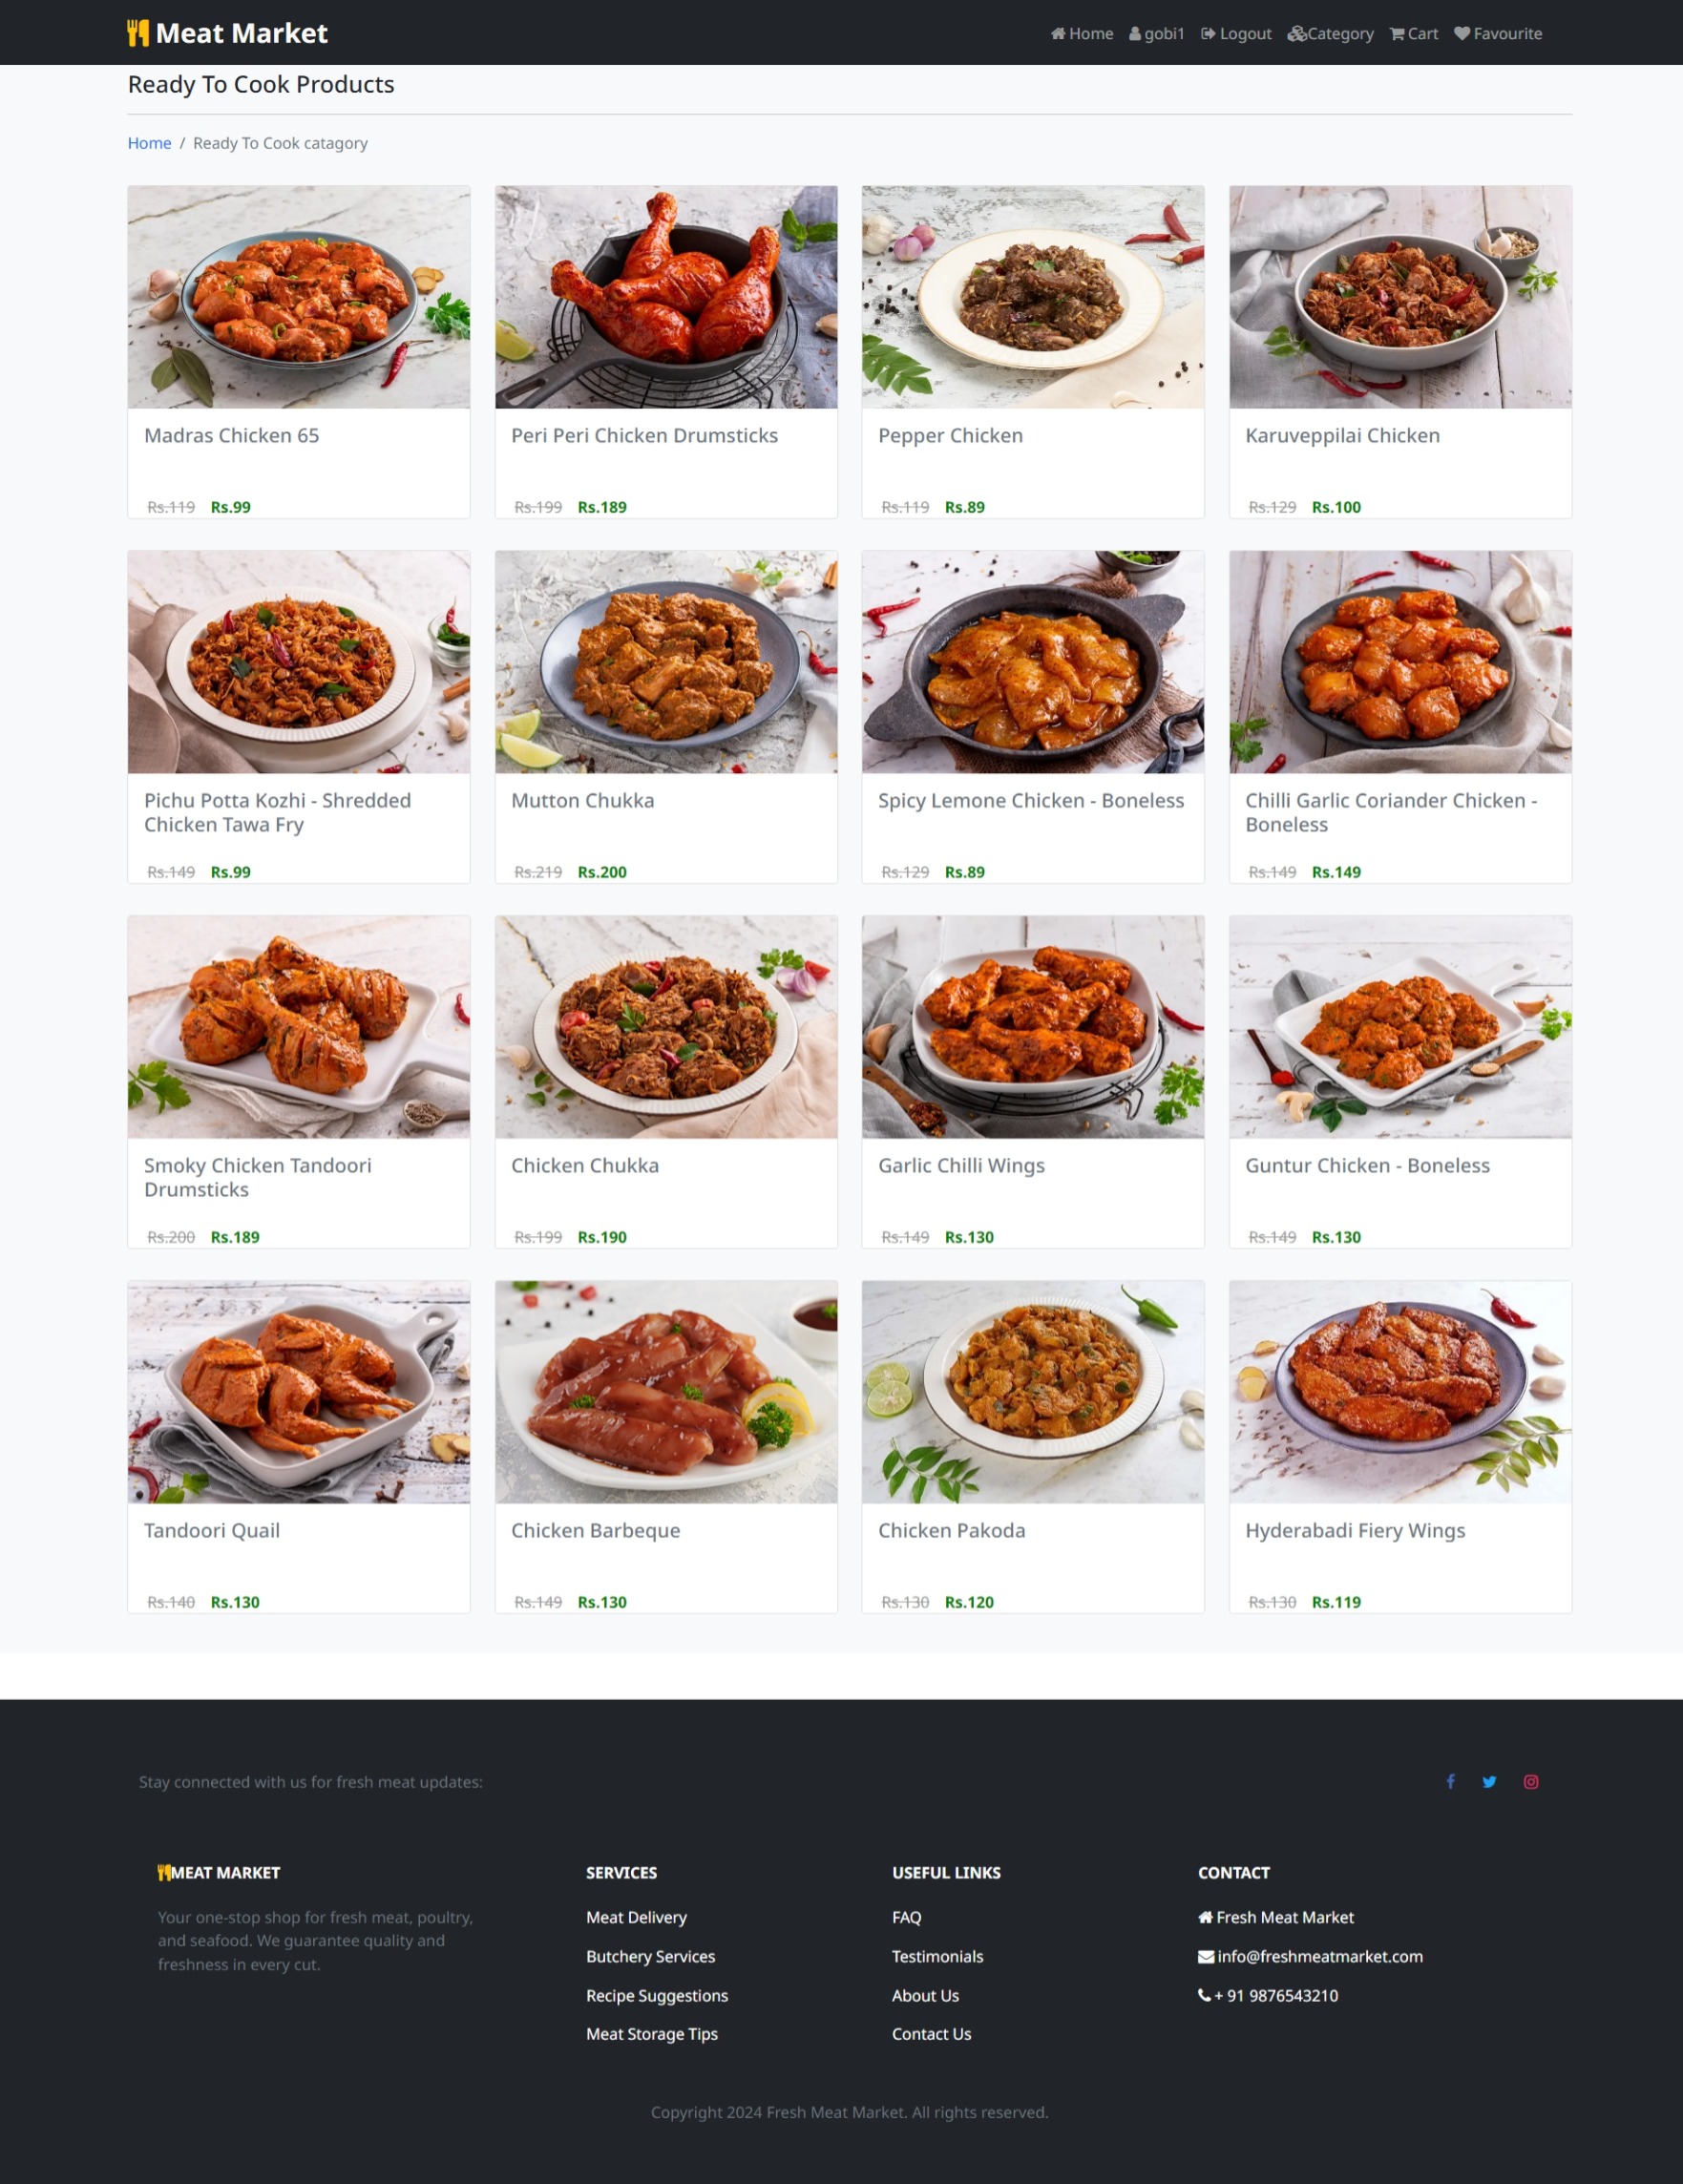 Meat Market
Home gobi1 Logout Category Cart Favourite
Ready To Cook Products
Home / Ready To Cook catagory
Madras Chicken 65
Rs.119 Rs.99
Peri Peri Chicken Drumsticks
Rs.199 Rs.189
Pepper Chicken
Rs.119 Rs.89
Karuveppilai Chicken
Rs.129 Rs.100
Pichu Potta Kozhi - Shredded
Chicken Tawa Fry
Rs.149 Rs.99
Mutton Chukka
Rs.219 Rs.200
Spicy Lemone Chicken - Boneless
Rs.129 Rs.89
Chilli Garlic Coriander Chicken -
Boneless
Rs.149 Rs.149
Smoky Chicken Tandoori
Drumsticks
Rs.200 Rs.189
Chicken Chukka
Rs.199 Rs.190
Garlic Chilli Wings
Rs.149 Rs.130
Guntur Chicken - Boneless
Rs.149 Rs.130
Tandoori Quail
Rs.140 Rs.130
Chicken Barbeque
Rs.149 Rs.130
Chicken Pakoda
Rs.130 Rs.120
Hyderabadi Fiery Wings
Rs.130 Rs.119
Stay connected with us for fresh meat updates:
MEAT MARKET
Your one-stop shop for fresh meat, poultry,
and seafood. We guarantee quality and
freshness in every cut.
SERVICES
Meat Delivery
Butchery Services
Recipe Suggestions
Meat Storage Tips
USEFUL LINKS
FAQ
Testimonials
About Us
Contact Us
CONTACT
Fresh Meat Market
info@freshmeatmarket.com
+ 91 9876543210
Copyright 2024 Fresh Meat Market. All rights reserved.